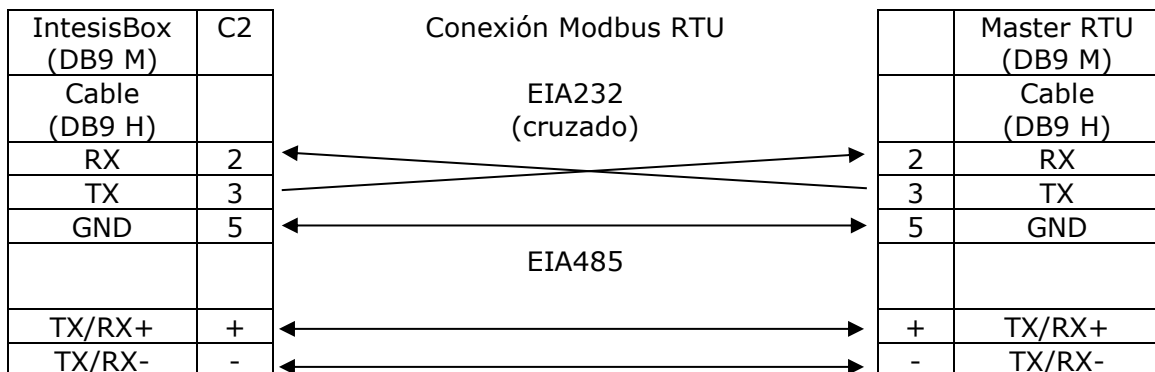 IntesisBox C2 Conexión Modbus RTU Master RTU
(DB9 M) (DB9 M)
Cable EIA232 Cable
(DB9 H) (cruzado) (DB9 H)
RX 2 2 RX
TX 3 3 TX
GND 5 5 GND
EIA485
TX/RX+ + + TX/RX+
TX/RX- - - TX/RX-